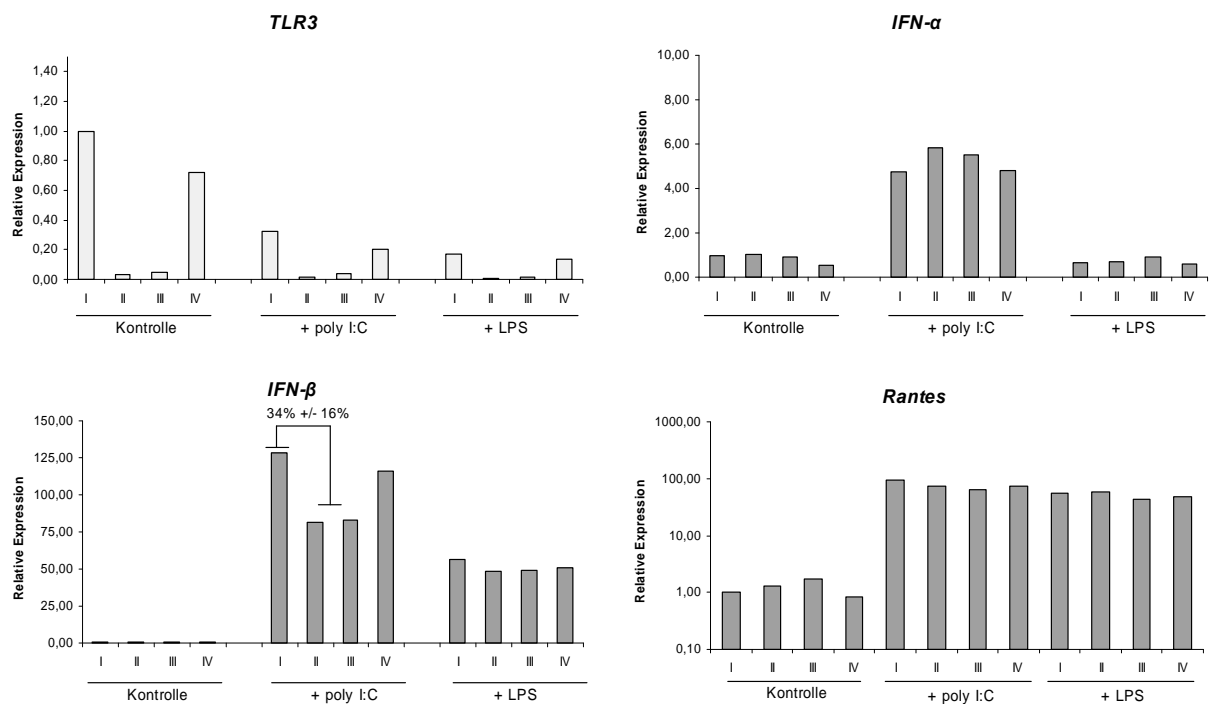 TLR3
Relative Expression
1,40
1,20
1,00
0,80
0,60
0,40
0,20
0,00
I II III IV I II III IV I II III IV
Kontrolle + poly I:C + LPS
IFN-α
Relative Expression
10,00
8,00
6,00
4,00
2,00
0,00
I II III IV I II III IV I II III IV
Kontrolle + poly I:C + LPS
IFN-β
34% +/- 16%
Relative Expression
150,00
125,00
100,00
75,00
50,00
25,00
0,00
I II III IV I II III IV I II III IV
Kontrolle + poly I:C + LPS
Rantes
Relative Expression
1000,00
100,00
10,00
1,00
0,10
I II III IV I II III IV I II III IV
Kontrolle + poly I:C + LPS